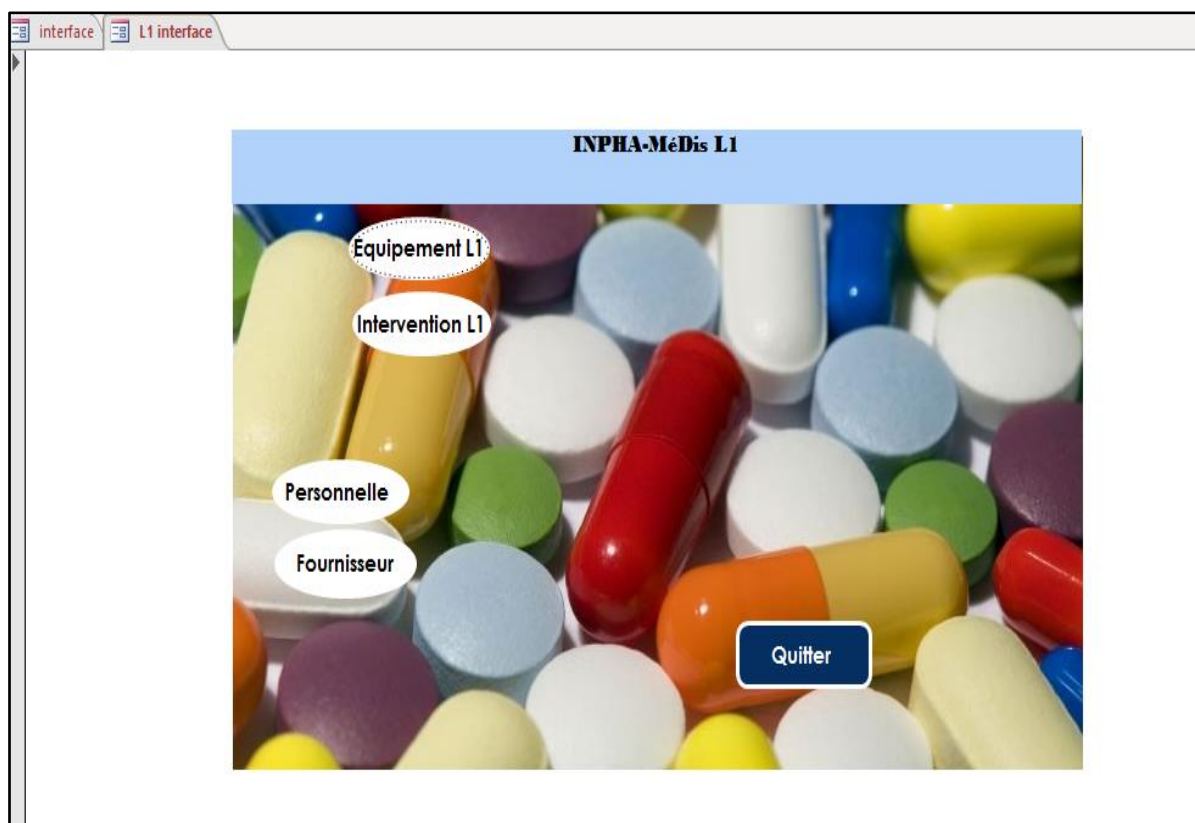 interface
L1 interface
INPHA-MéDis L1
Equipement L1
Intervention L1
Personnelle
Fournisseur
Quitter